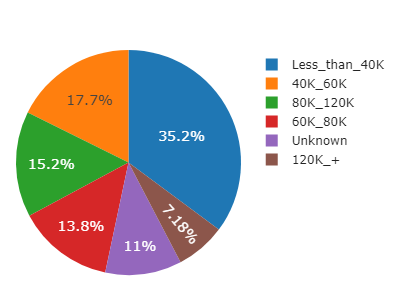 Less_than_40K
40K_60K
80K_120K
60K_80K
Unknown
120K_+
35.2%
17.7%
15.2%
13.8%
11%
7.18%